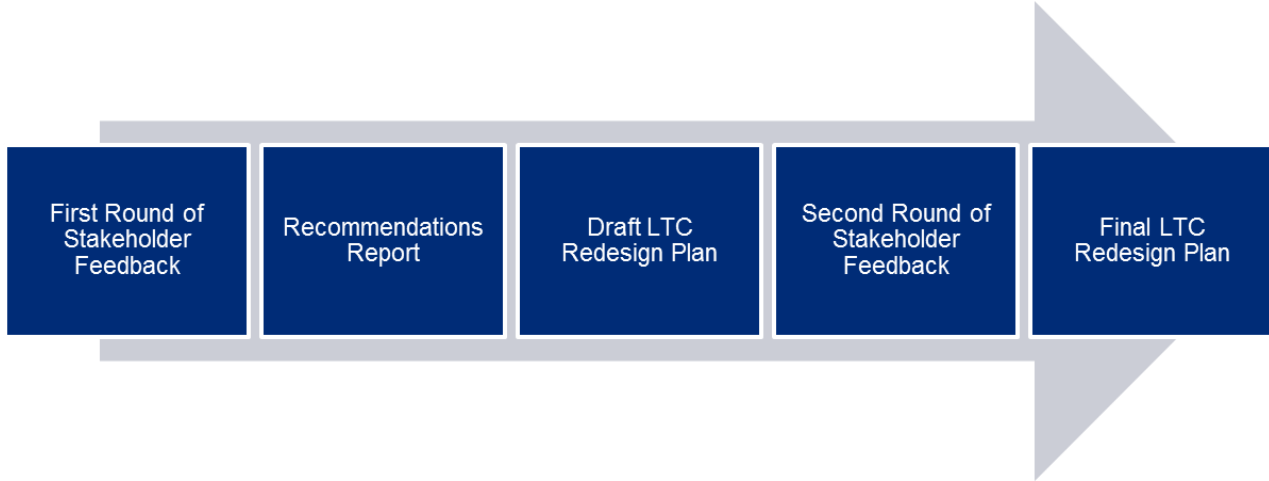 First Round of
Stakeholder
Feedback
Recommendations
Report
Draft LTC
Redesign Plan
Second Round of
Stakeholder
Feedback
Final LTC
Redesign Plan